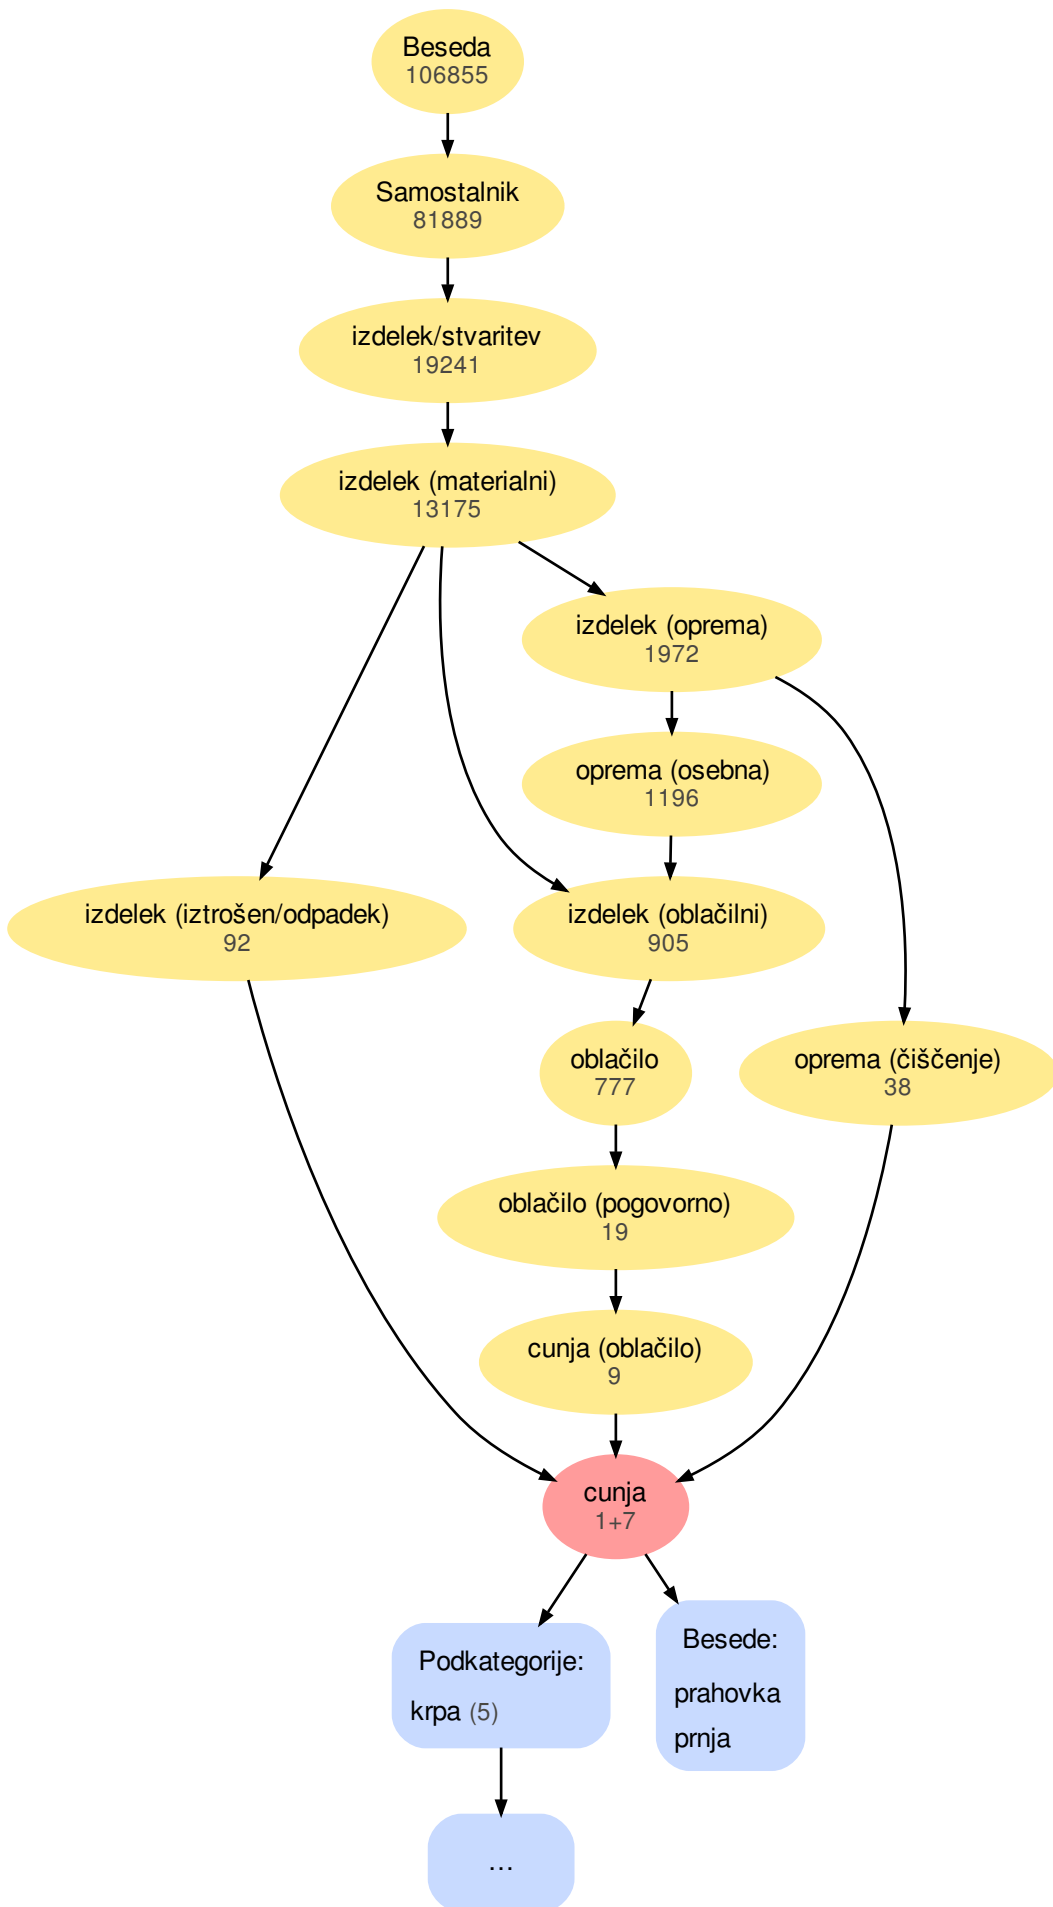 Beseda
106855
Samostalnik
81889
izdelek/stvaritev
19241
izdelek (materialni)
13175
izdelek (oprema)
1972
oprema (osebna)
1196
izdelek (iztrošen/odpadek)
92
izdelek (oblačilni)
905
oblačilo
777
oprema (čiščenje)
38
oblačilo (pogovorno)
19
cunja (oblačilo)
9
cunja
1+7
Podkategorije:
krpa (5)
Besede:
prahovka
prnja
...